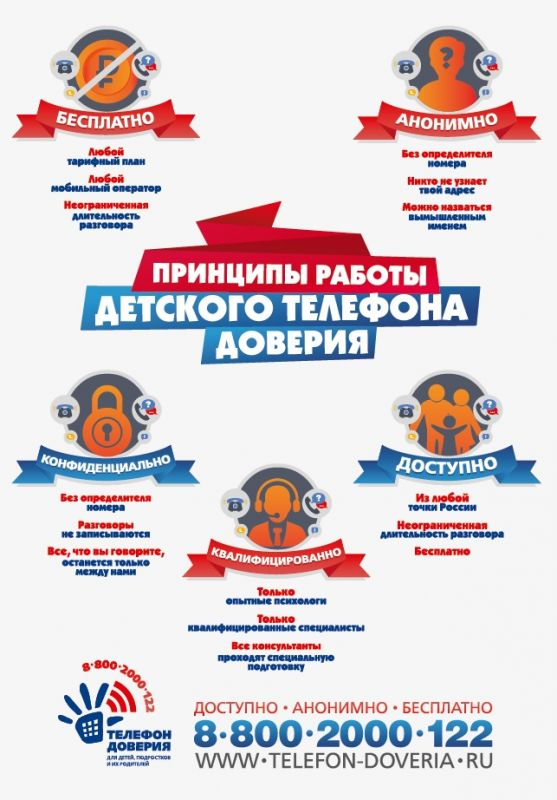 БЕСПЛАТНО
Любой
тарифный план
Любой
мобильный оператор
Неограниченная
длительность
разговора
АНОНИМНО
Без определителя
номера
Никто не узнает
твой адрес
Можно назваться
вымышленным
именем
ПРИНЦИПЫ РАБОТЫ
ДЕТСКОГО ТЕЛЕФОНА
ДОВЕРИЯ
КОНФИДЕНЦИАЛЬНО
Без определителя
номера
Разговоры
не записываются
Все, что вы говорите,
останется только
между нами
ДОСТУПНО
Из любой
точки России
Неограниченная
длительность разговора
Бесплатно
КВАЛИФИЦИРОВАННО
Только
опытные психологи
Только
квалифицированные специалисты
Все консультанты
проходят специальную
подготовку
8-800-2000-122
ТЕЛЕФОН
ДОВЕРИЯ
ДЛЯ ДЕТЕЙ, ПОДРОСТКОВ
И ИХ РОДИТЕЛЕЙ
ДОСТУПНО • АНОНИМНО • БЕСПЛАТНО
8•800•2000•122
WWW•TELEFON-DOVERIA•RU